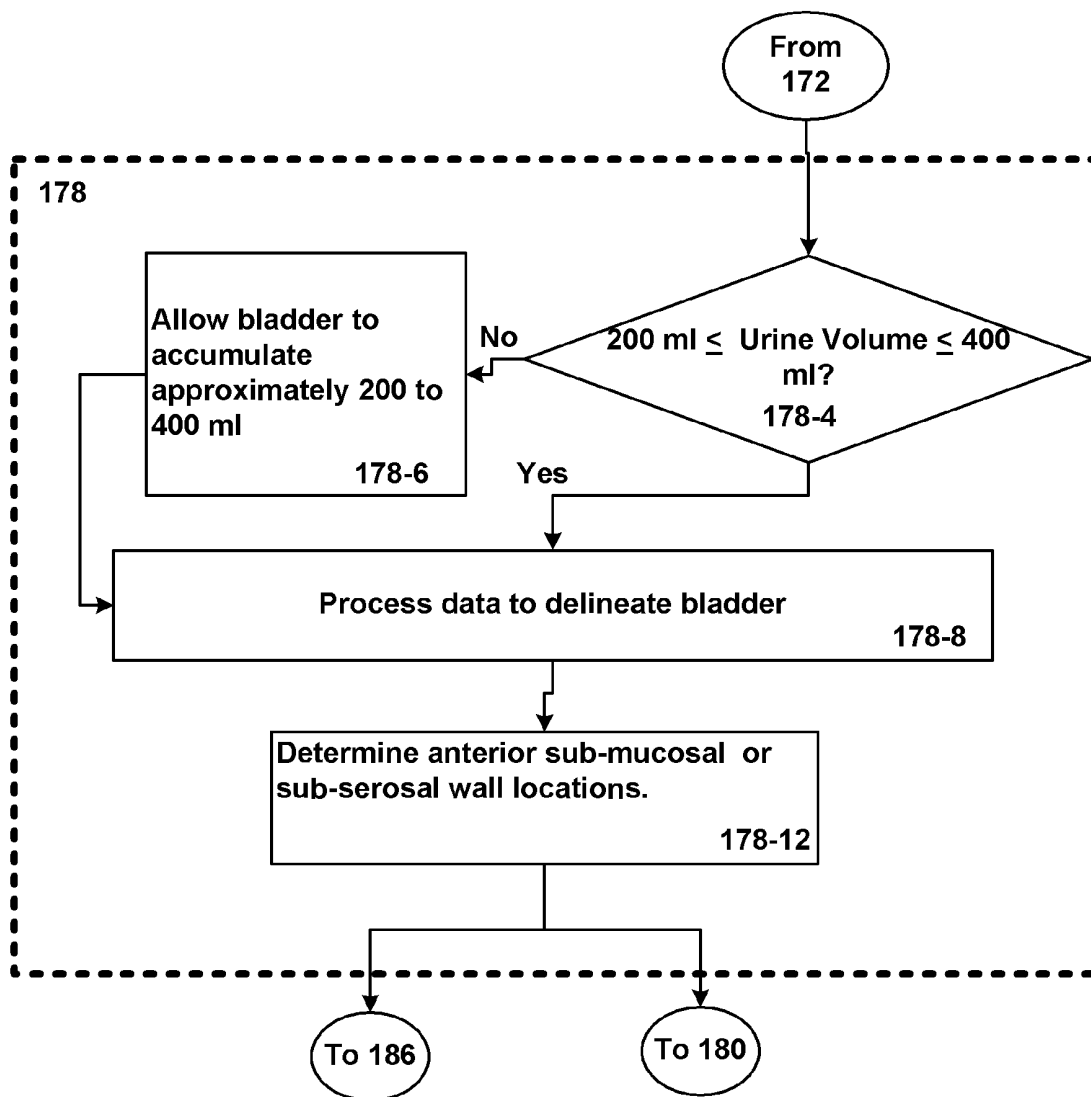 From
172
178
200 ml ≤ Urine Volume ≤ 400
ml?
178-4
No
Allow bladder to
accumulate
approximately 200 to
400 ml
178-6
Yes
Process data to delineate bladder
178-8
Determine anterior sub-mucosal or
sub-serosal wall locations.
178-12
To 186
To 180